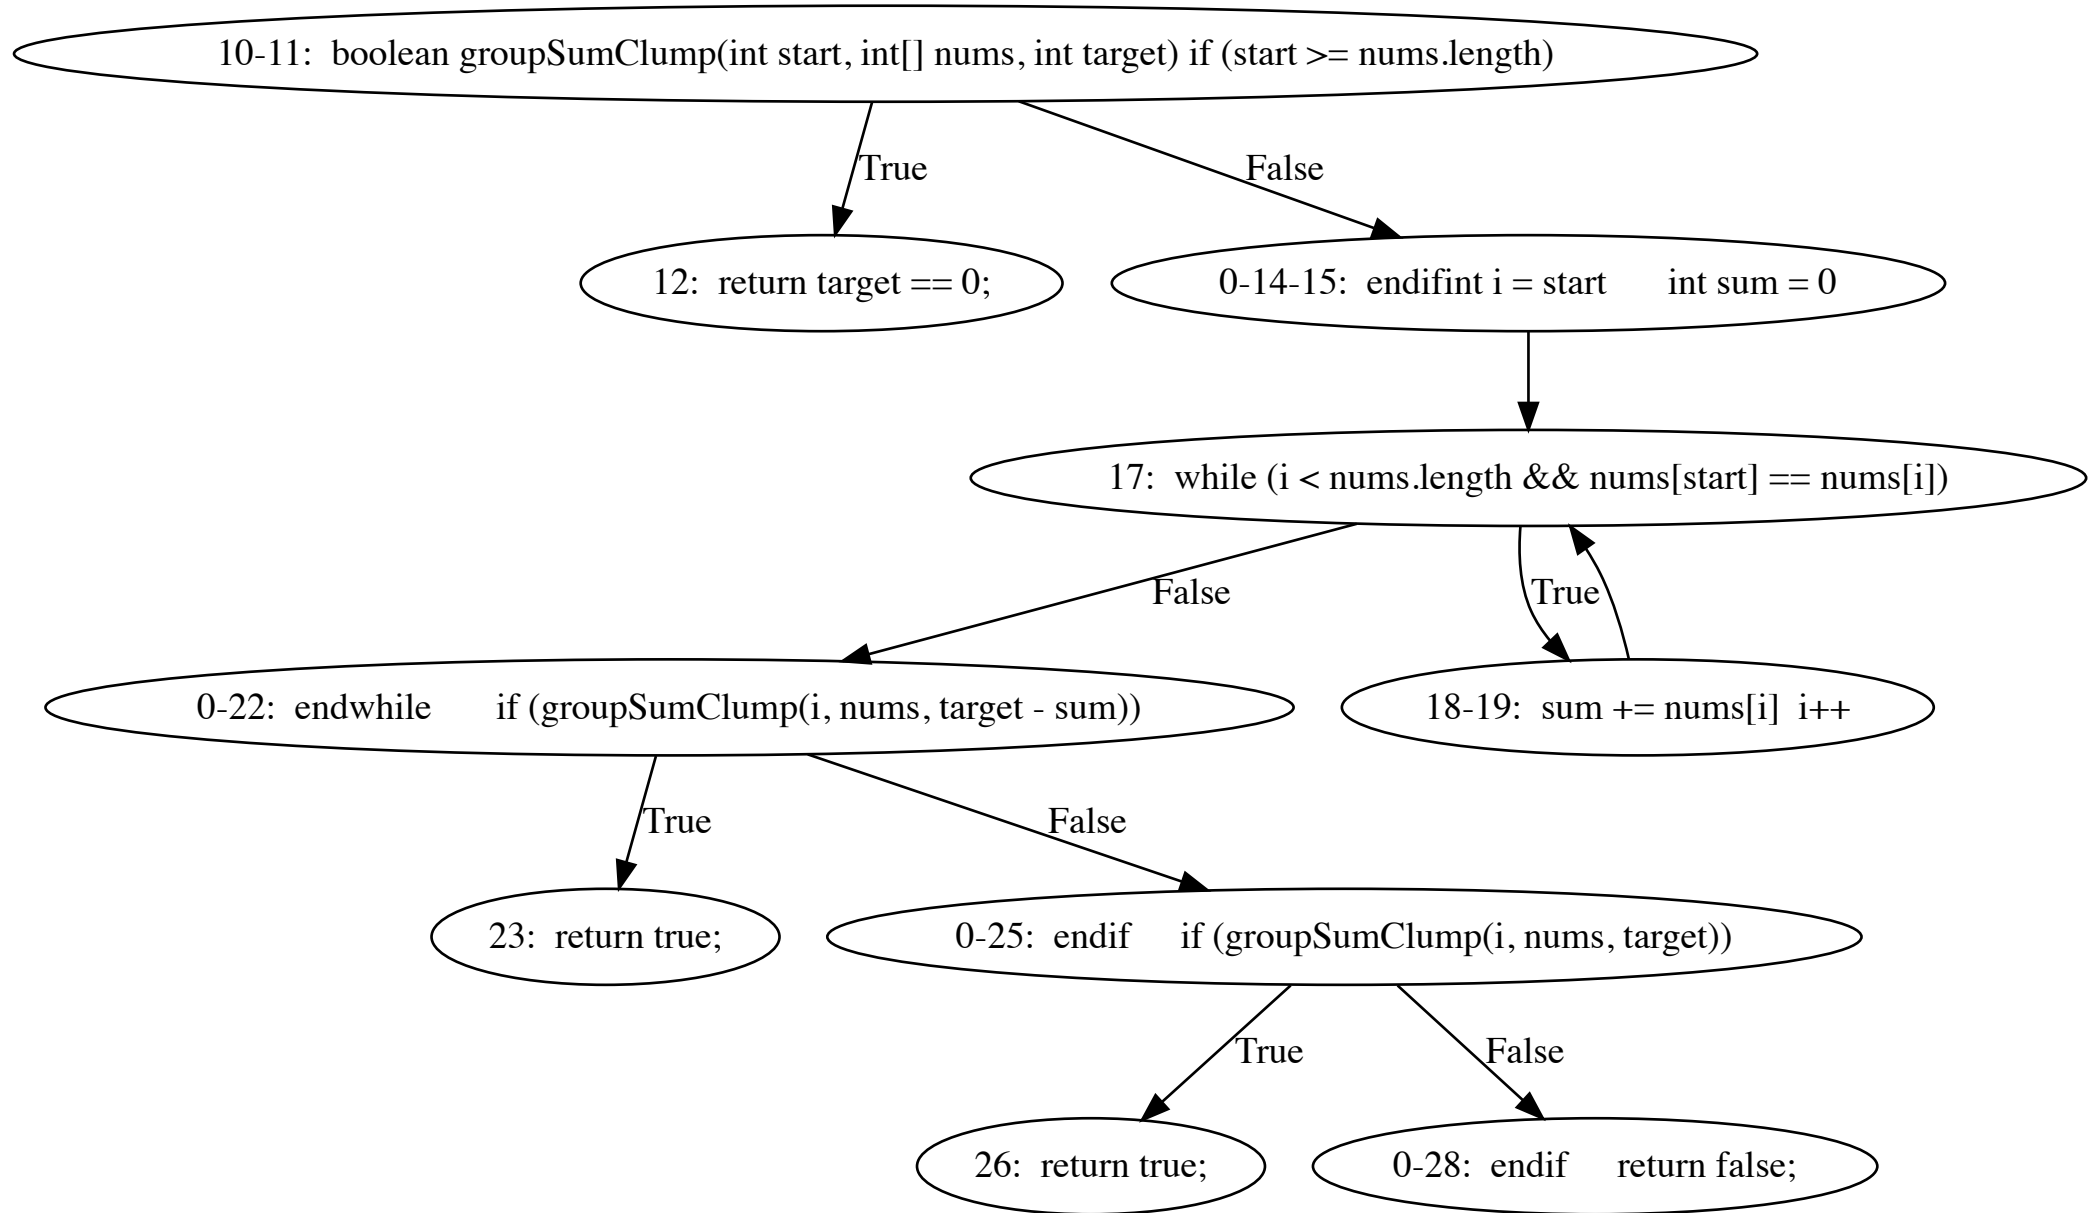 10-11:  boolean groupSumClump(int start, int[] nums, int target) if (start >= nums.length)
True
False
12:  return target == 0;
0-14-15:  endifint i = start      int sum = 0
17:  while (i < nums.length && nums[start] == nums[i])
False
True
0-22:  endwhile      if (groupSumClump(i, nums, target - sum))
18-19:  sum += nums[i]  i++
True
False
23:  return true;
0-25:  endif     if (groupSumClump(i, nums, target))
True
False
26:  return true;
0-28:  endif     return false;